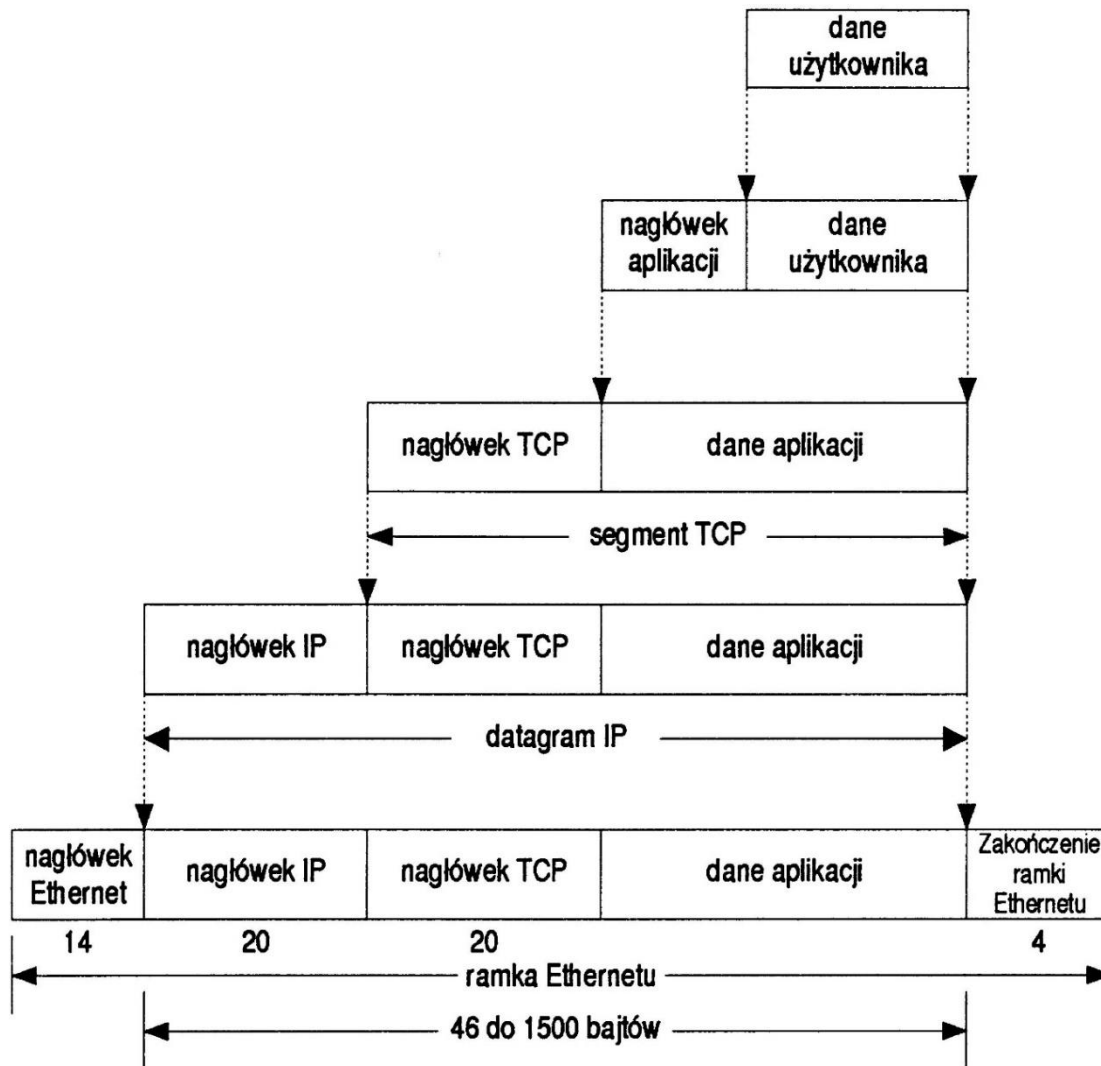 dane
użytkownika
nagłówek
aplikacji
dane
użytkownika
nagłówek TCP
dane aplikacji
segment TCP
nagłówek IP
nagłówek TCP
dane aplikacji
datagram IP
nagłówek
Ethernet
nagłówek IP
nagłówek TCP
dane aplikacji
Zakończenie
ramki
Ethernetu
14
20
20
4
ramka Ethernetu
46 do 1500 bajtów